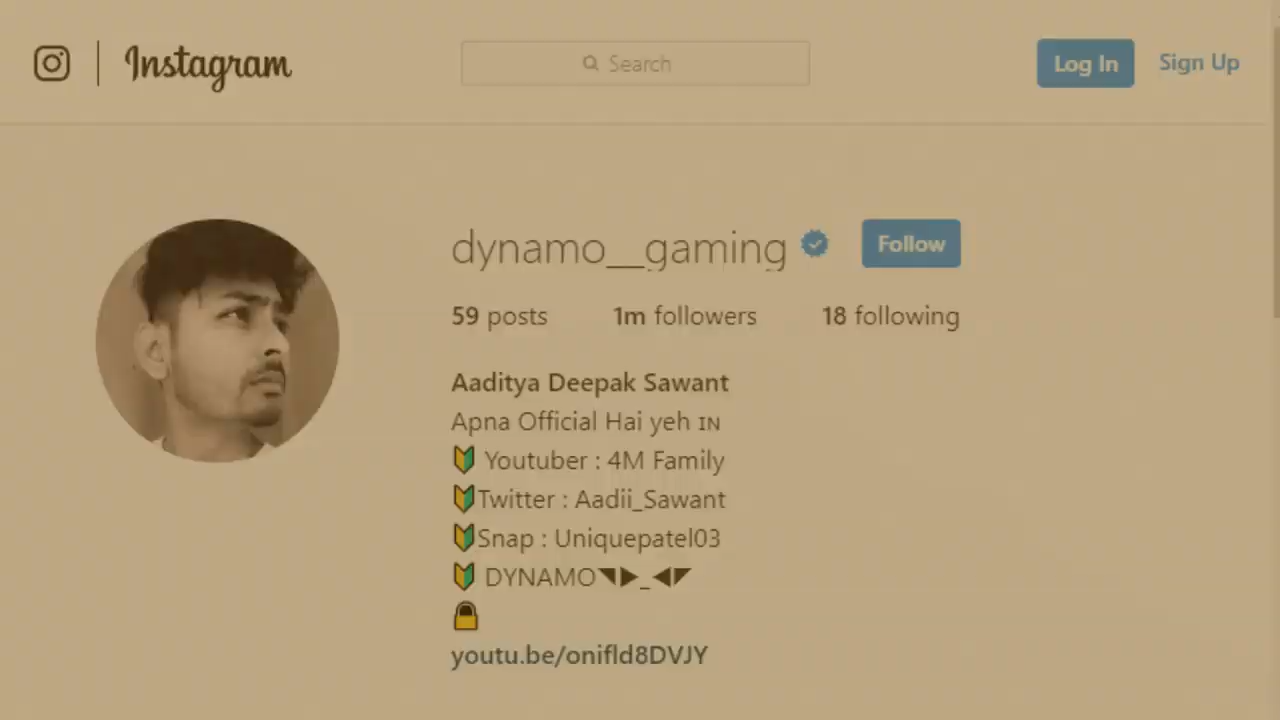 Instagram
Search
Log In
Sign Up
dynamo__gaming
Follow
59 posts 1m followers 18 following
Aaditya Deepak Sawant
Apna Official Hai yeh ɪɴ
🔰 Youtuber : 4M Family
🔰Twitter : Aadii_Sawant
🔰Snap : Uniquepatel03
🔰 DYNAMO◥▶_◀◤
🔒
youtu.be/onifld8DVJY